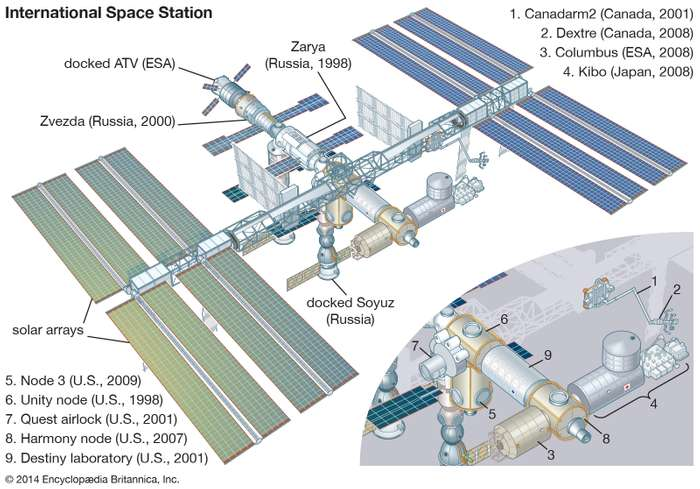 International Space Station
1. Canadarm2 (Canada, 2001)
2. Dextre (Canada, 2008)
3. Columbus (ESA, 2008)
4. Kibo (Japan, 2008)
Zarya
(Russia, 1998)
docked ATV (ESA)
Zvezda (Russia, 2000)
docked Soyuz
(Russia)
solar arrays
5. Node 3 (U.S., 2009)
6. Unity node (U.S., 1998)
7. Quest airlock (U.S., 2001)
8. Harmony node (U.S., 2007)
9. Destiny laboratory (U.S., 2001)
1
2
6
7
9
4
5
8
3
© 2014 Encyclopædia Britannica, Inc.